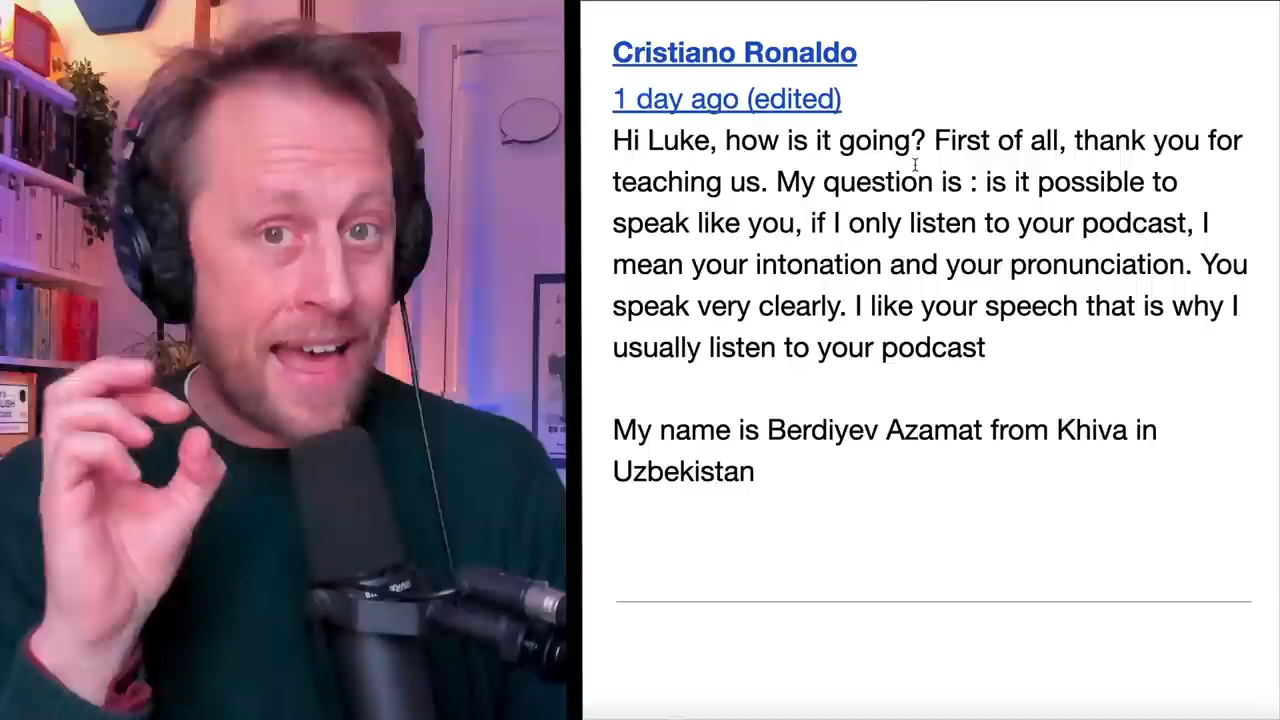 Cristiano Ronaldo
1 day ago (edited)
Hi Luke, how is it going? First of all, thank you for
teaching us. My question is : is it possible to
speak like you, if I only listen to your podcast, I
mean your intonation and your pronunciation. You
speak very clearly. I like your speech that is why I
usually listen to your podcast
My name is Berdiyev Azamat from Khiva in
Uzbekistan